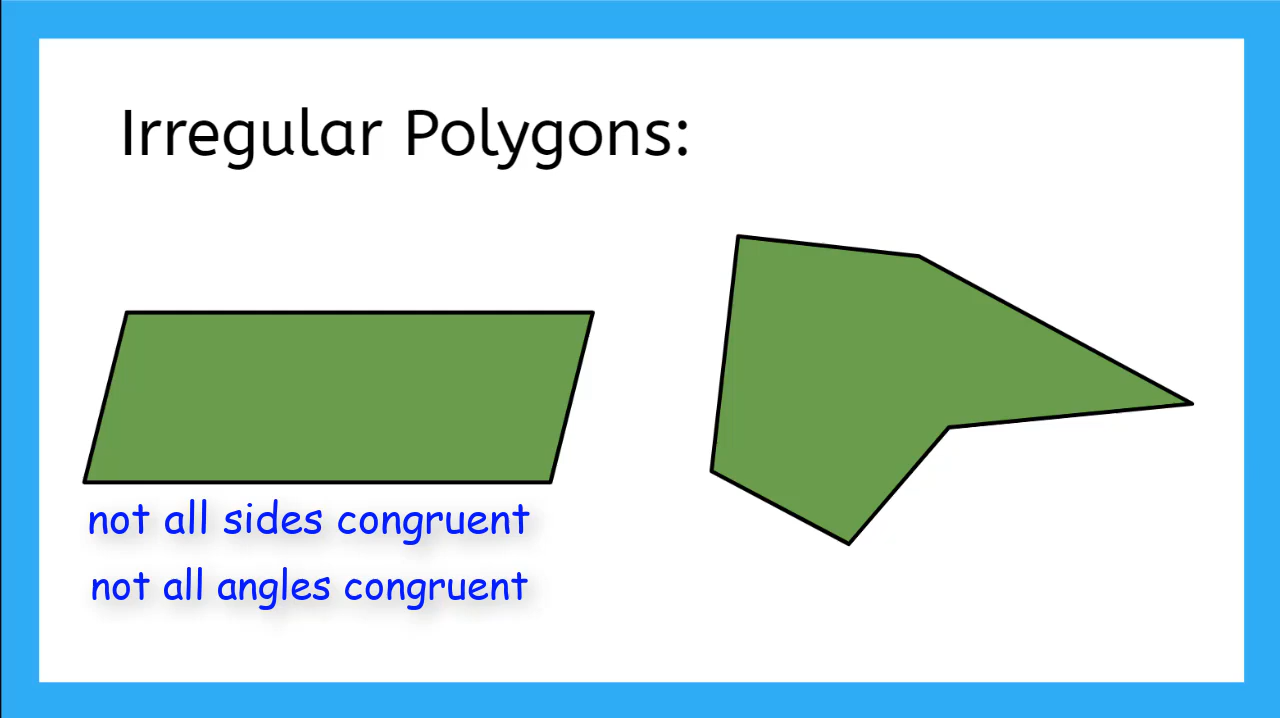 Irregular Polygons:
not all sides congruent
not all angles congruent